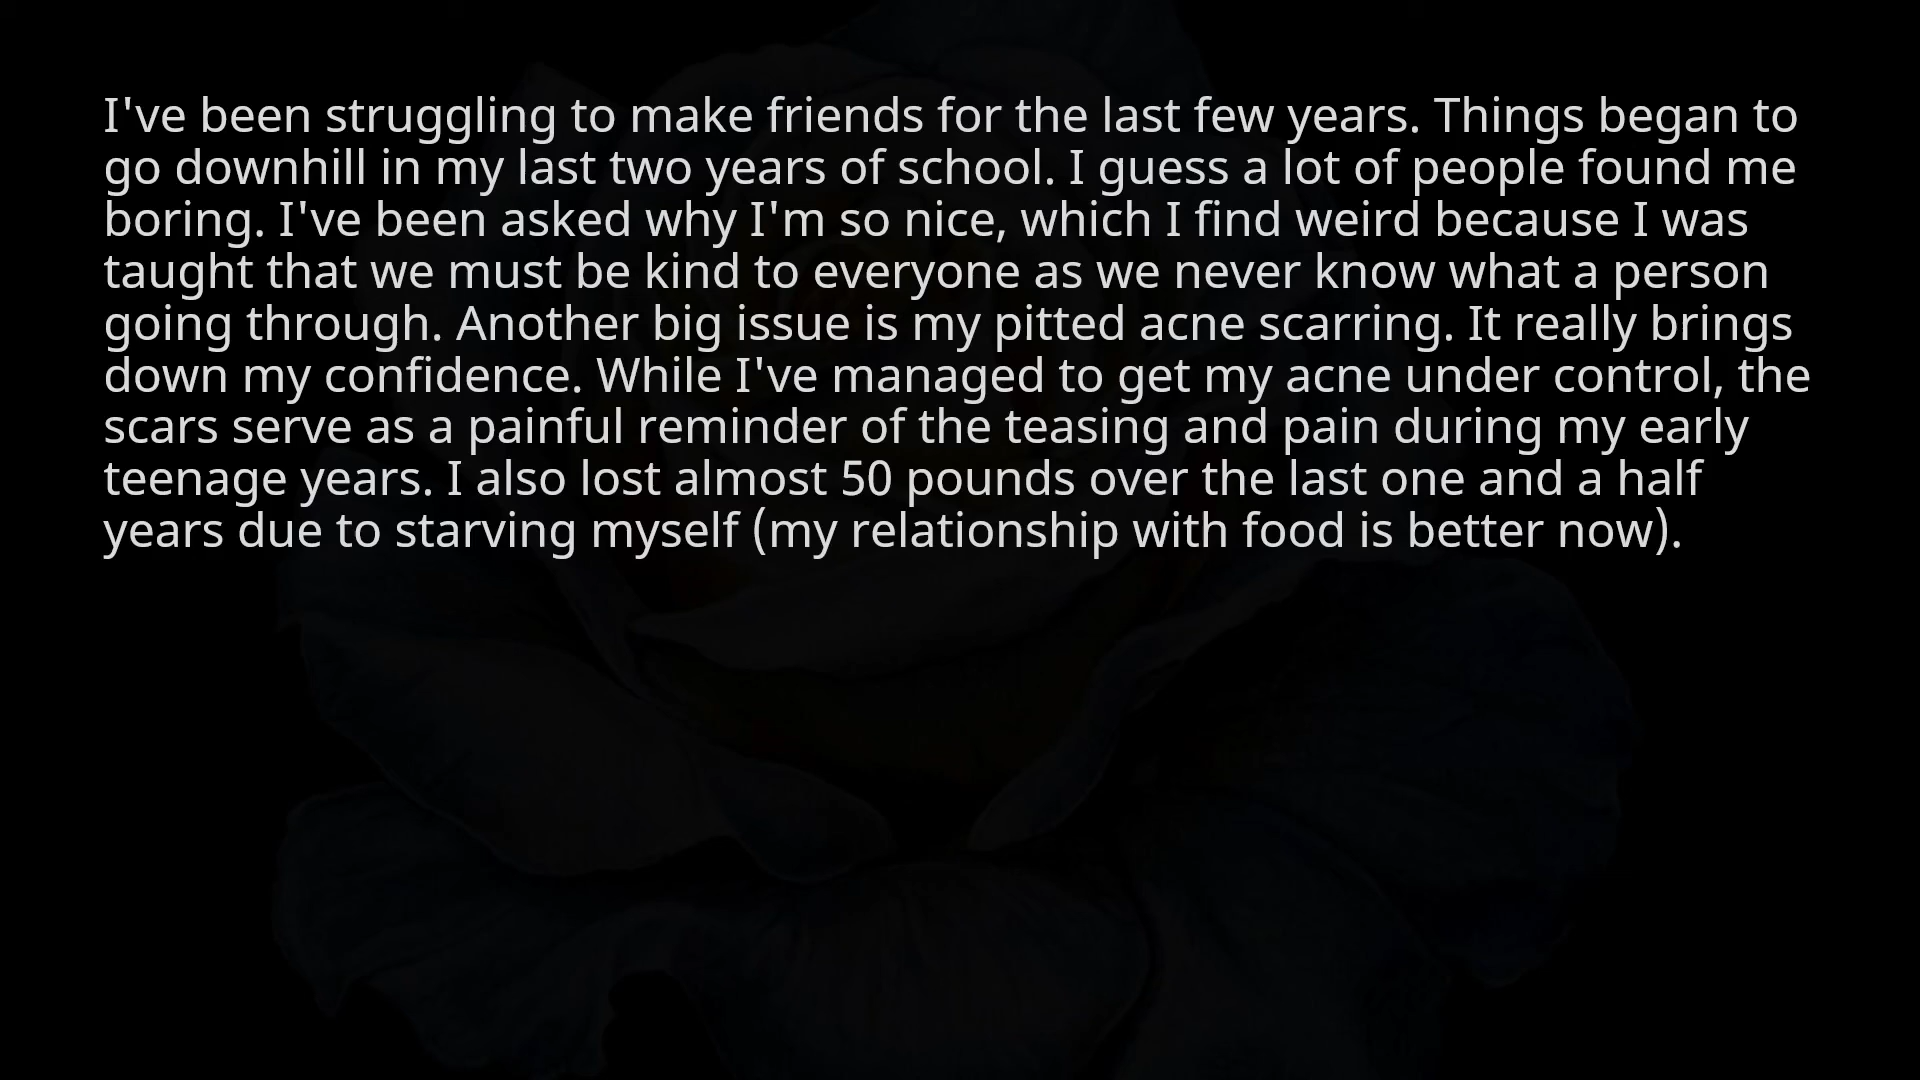 I've been struggling to make friends for the last few years. Things began to
go downhill in my last two years of school. I guess a lot of people found me
boring. I've been asked why I'm so nice, which I find weird because I was
taught that we must be kind to everyone as we never know what a person
going through. Another big issue is my pitted acne scarring. It really brings
down my confidence. While I've managed to get my acne under control, the
scars serve as a painful reminder of the teasing and pain during my early
teenage years. I also lost almost 50 pounds over the last one and a half
years due to starving myself (my relationship with food is better now).